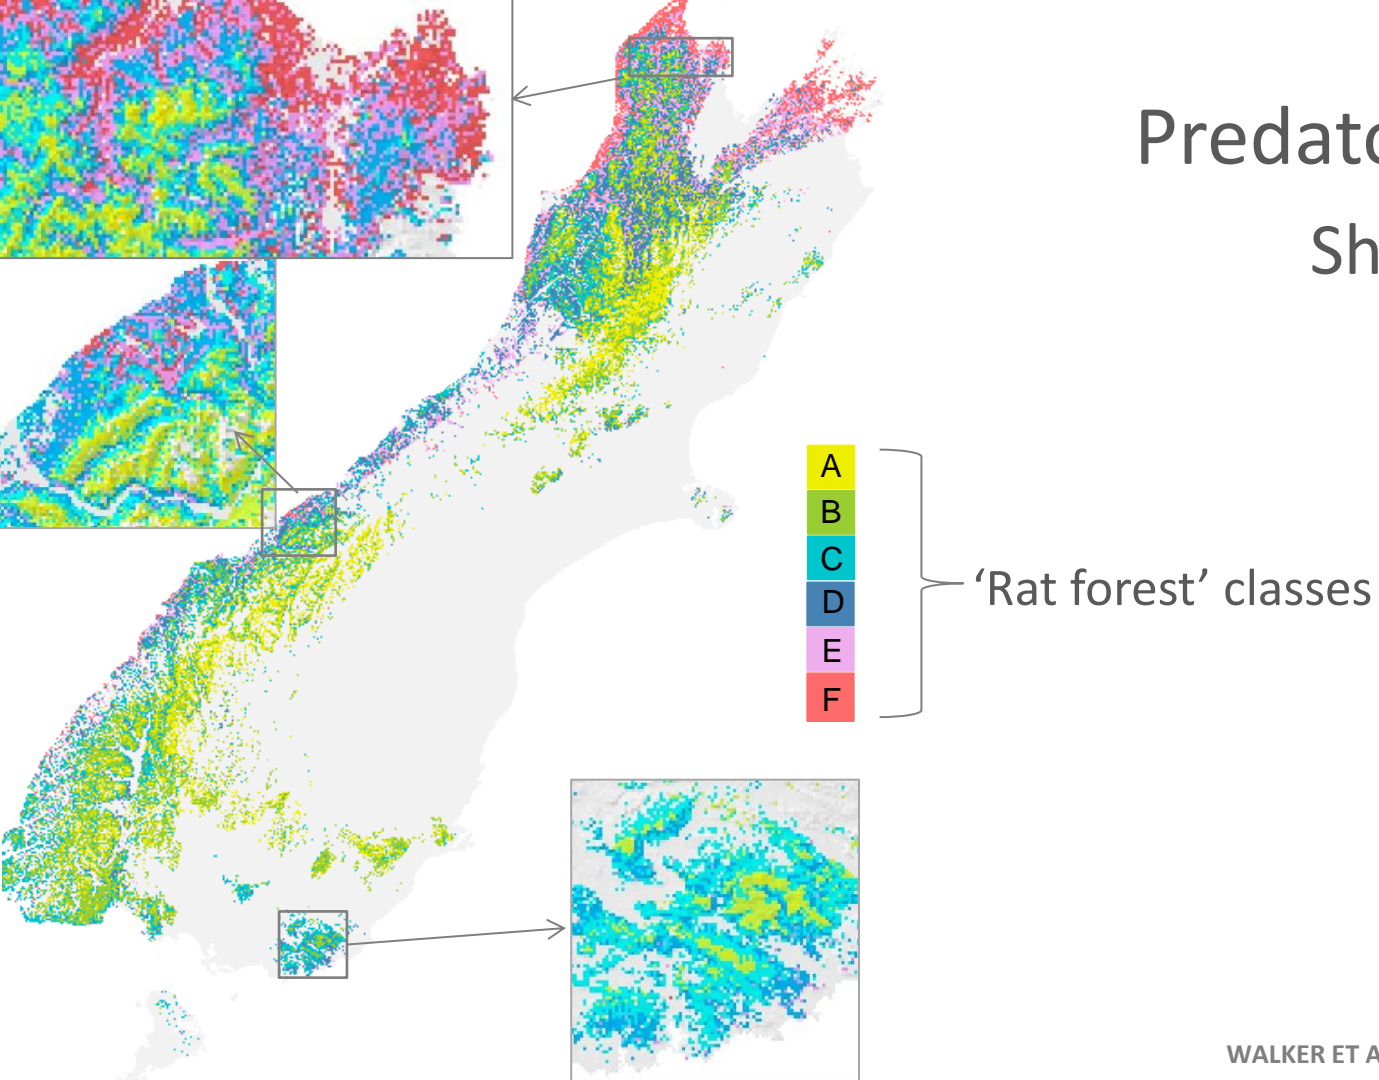 Predato
Sh
A
B
C
D
E
F
‘Rat forest’ classes
WALKER ET A